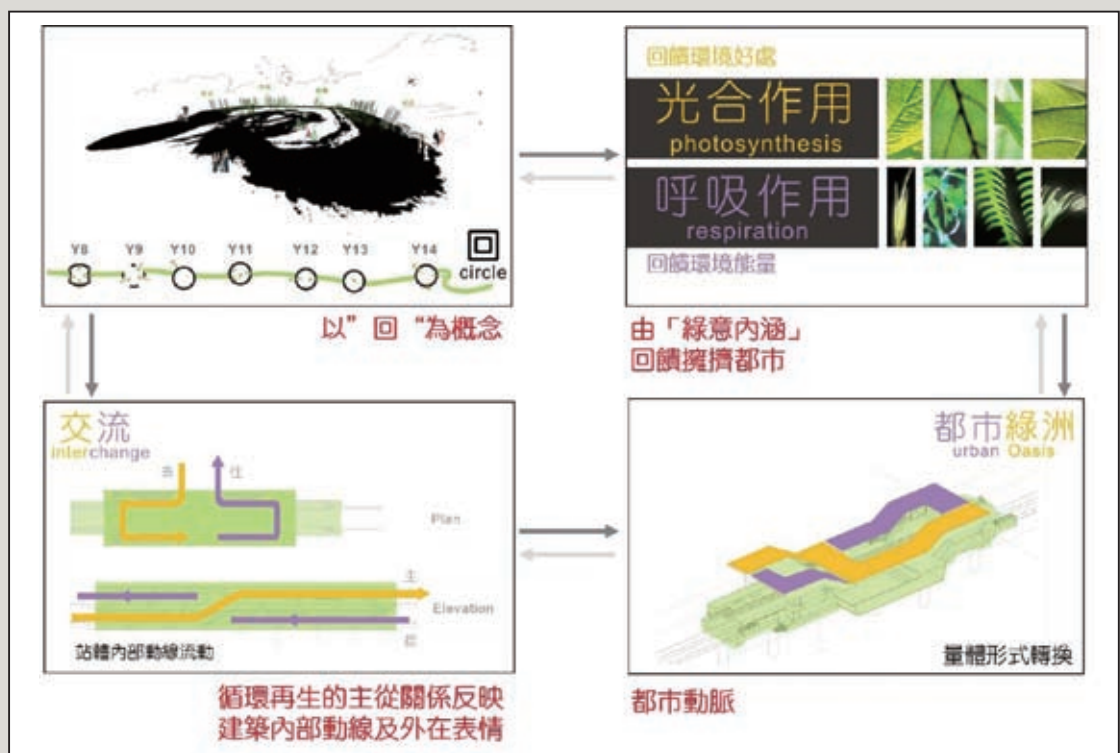 Y8 Y9 Y10 Y11 Y12 Y13 Y14
回
circle
以”回“為概念
回饋環境好處
光合作用
photosynthesis
呼吸作用
respiration
回饋環境能量
由「綠意內涵」
回饋擁擠都市
交流
interchange
往
Plan
主
Elevation
站體內部動線流動
循環再生的主從關係反映
建築內部動線及外在表情
都市綠洲
urban Oasis
量體形式轉換
都市動脈